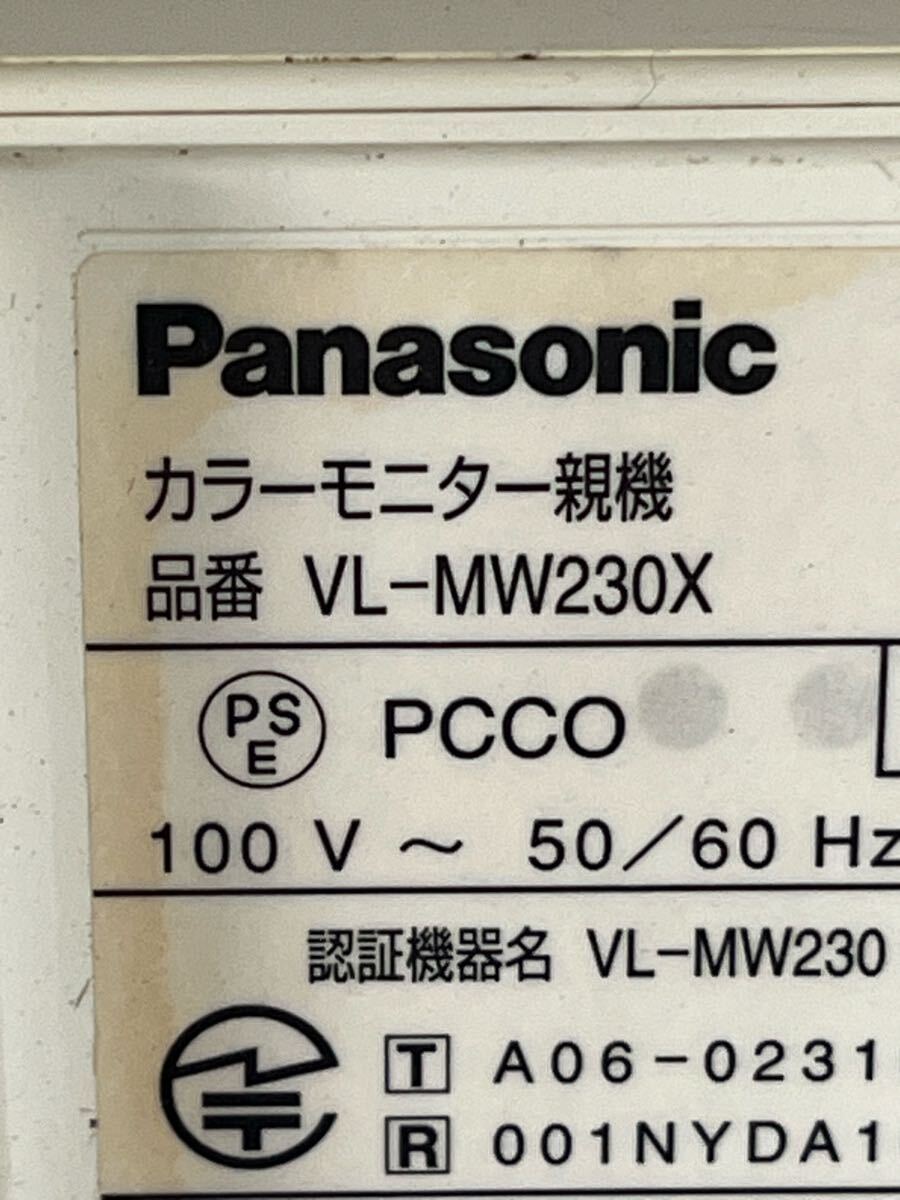 Panasonic
カラーモニター親機
品番 VL-MW230X
PS
E
PCCO
100 V ～ 50/60 Hz
認証機器名 VL-MW230
T A06-0231
R 001NYDA1